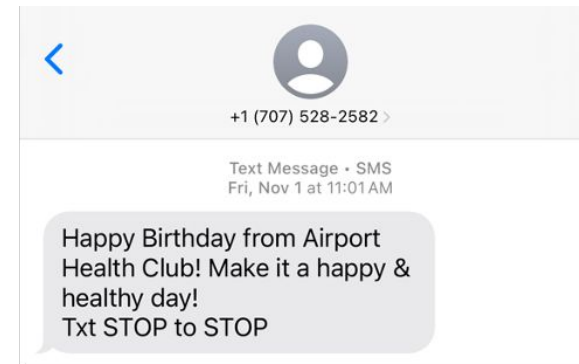 +1 (707) 528-2582 >
Text Message • SMS
Fri, Nov 1 at 11:01 AM
Happy Birthday from Airport
Health Club! Make it a happy &
healthy day!
Txt STOP to STOP